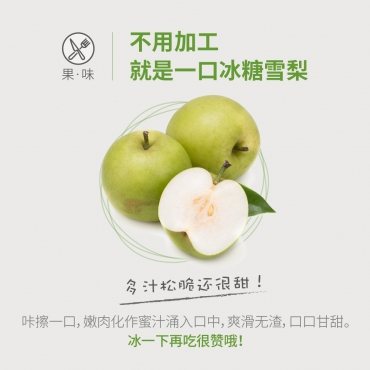 果·味
不用加工
就是一口冰糖雪梨
多汁松脆还很甜！
咔擦一口，嫩肉化作蜜汁涌入口中，爽滑无渣，口口甘甜。
冰一下再吃很赞哦！